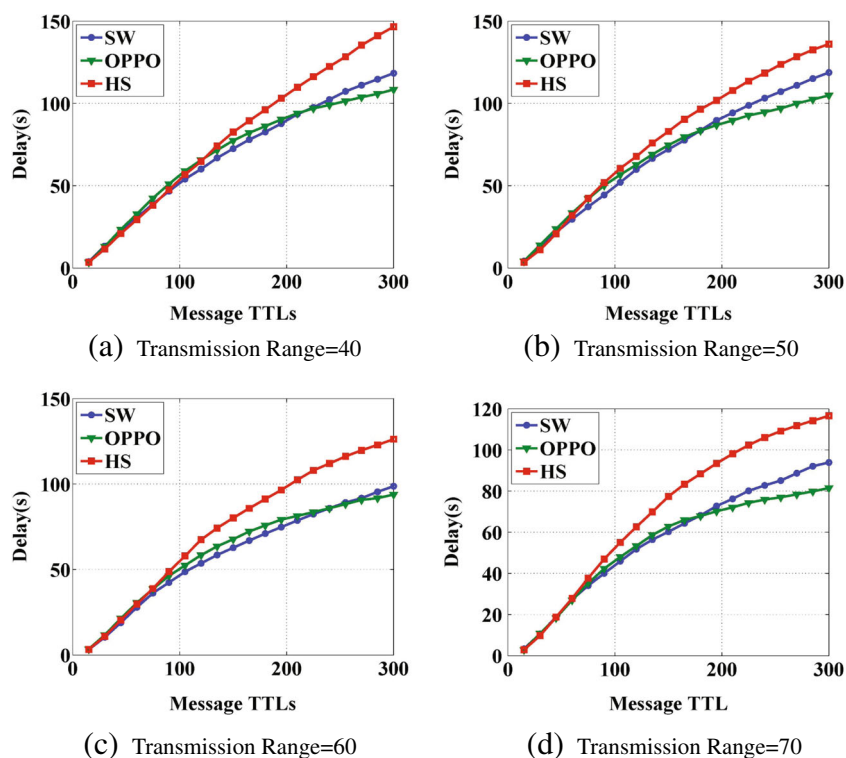 150
100
50
0
Delay(s)
SW
OPPO
HS
0
100
200
300
Message TTLs
(a) Transmission Range=40
150
100
50
0
Delay(s)
SW
OPPO
HS
0
100
200
300
Message TTLs
(b) Transmission Range=50
150
100
50
0
Delay(s)
SW
OPPO
HS
0
100
200
300
Message TTLs
(c) Transmission Range=60
120
100
80
60
40
20
0
Delay(s)
SW
OPPO
HS
0
100
200
300
Message TTL
(d) Transmission Range=70